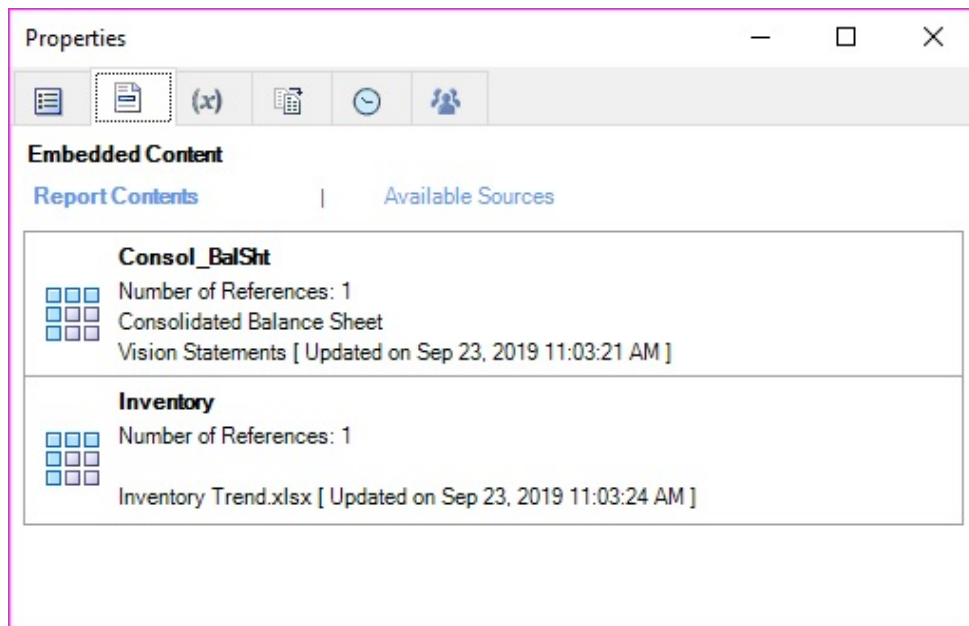 Properties
(x)
Embedded Content
Report Contents | Available Sources
Consol_BalSht
Number of References: 1
Consolidated Balance Sheet
Vision Statements [ Updated on Sep 23, 2019 11:03:21 AM ]
Inventory
Number of References: 1
Inventory Trend.xlsx [ Updated on Sep 23, 2019 11:03:24 AM ]